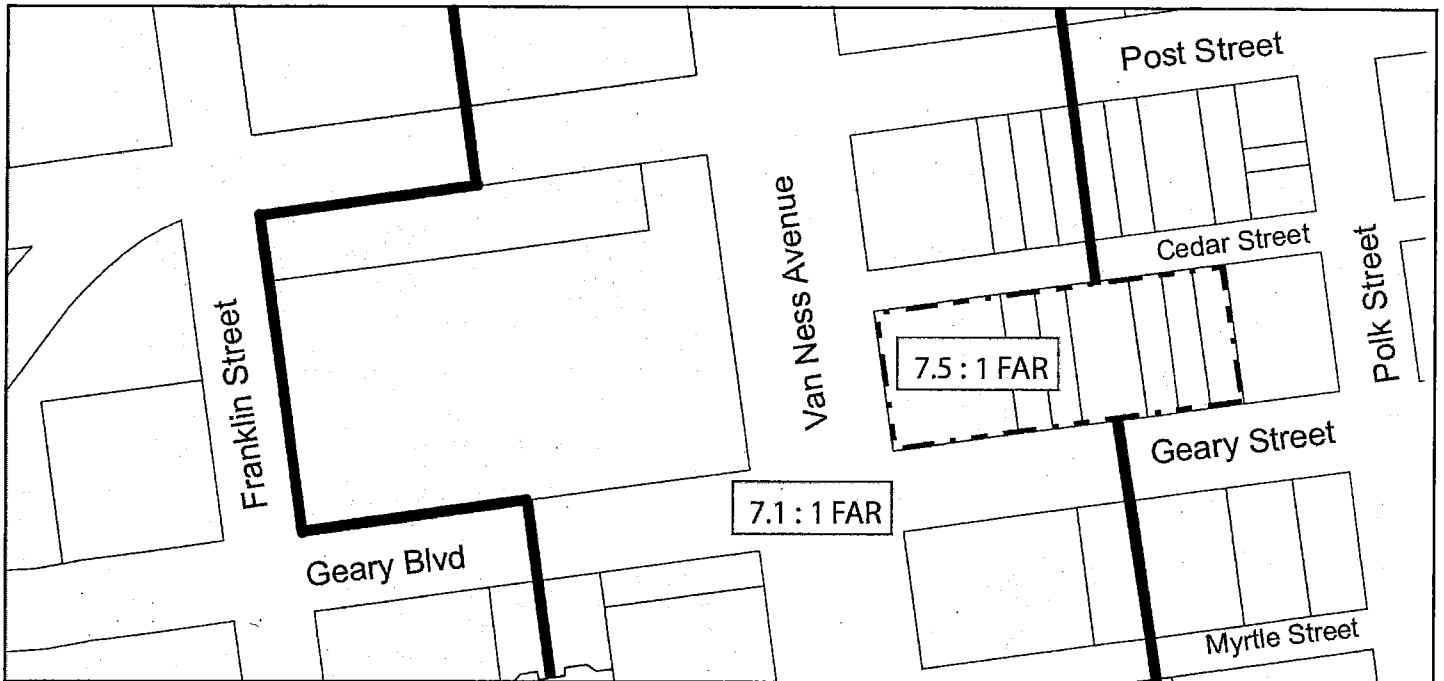 Post Street
Cedar Street
Van Ness Avenue
Polk Street
7.5 : 1 FAR
Franklin Street
Geary Street
7.1 : 1 FAR
Geary Blvd
Myrtle Street